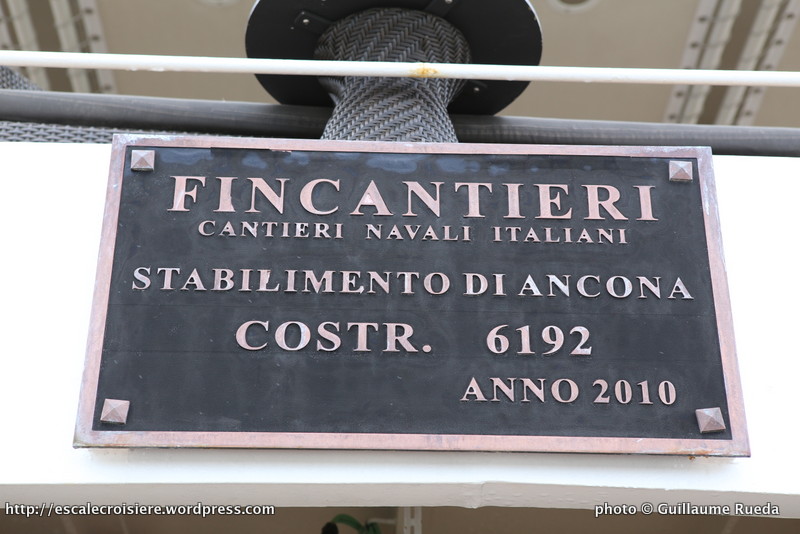 FINCANTIERI
CANTIERI NAVALI ITALIANI
STABILIMENTO DI ANCONA
COSTR. 6192
ANNO 2010
http://escalecroisiere.wordpress.com
photo © Guillaume Rueda